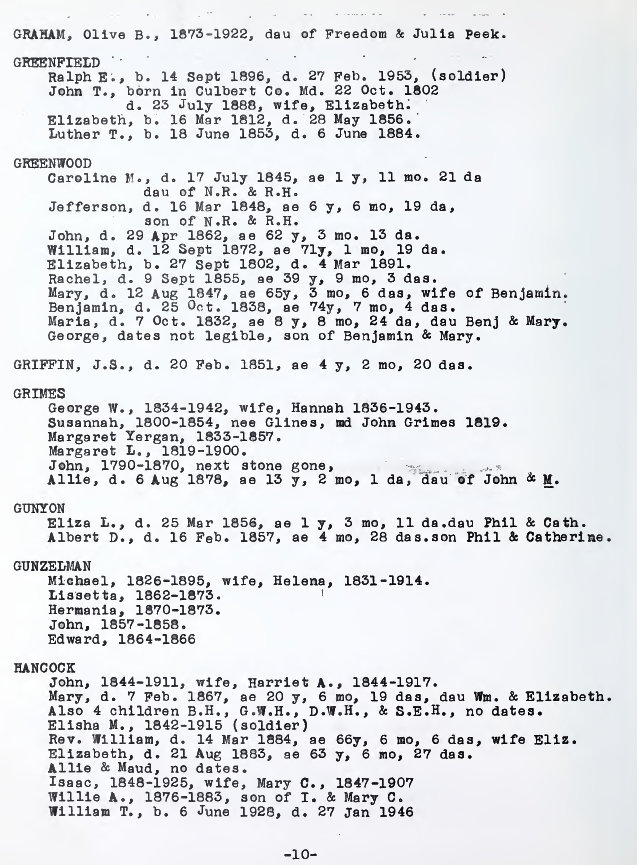 GRAHAM, Olive B., 1873-1922, dau of Freedom & Julia Peek.
GREENFIELD
Ralph E., b. 14 Sept 1896, d. 27 Feb. 1953, (soldier)
John T., born in Culbert Co. Md. 22 Oct. 1802
d. 23 July 1888, wife, Elizabeth.
Elizabeth, b. 16 Mar 1812, d. 28 May 1856.
Luther T., b. 18 June 1853, d. 6 June 1884.
GREENWOOD
Caroline M., d. 17 July 1845, ae 1 y, 11 mo. 21 da
dau of N.R. & R.H.
Jefferson, d. 16 Mar 1848, ae 6 y, 6 mo, 19 da,
son of N.R. & R.H.
John, d. 29 Apr 1862, ae 62 y, 3 mo. 13 da.
William, d. 12 Sept 1872, ae 71y, 1 mo, 19 da.
Elizabeth, b. 27 Sept 1802, d. 4 Mar 1891.
Rachel, d. 9 Sept 1855, ae 39 y, 9 mo, 3 das.
Mary, d. 12 Aug 1847, ae 65y, 3 mo, 6 das, wife of Benjamin.
Benjamin, d. 25 Oct. 1838, ae 74y, 7 mo, 4 das.
Maria, d. 7 Oct. 1832, ae 8 y, 8 mo, 24 da, dau Benj & Mary.
George, dates not legible, son of Benjamin & Mary.
GRIFFIN, J.S., d. 20 Feb. 1851, ae 4 y, 2 mo, 20 das.
GRIMES
George W., 1834-1942, wife, Hannah 1836-1943.
Susannah, 1800-1854, nee Glines, md John Grimes 1819.
Margaret Yergan, 1833-1857.
Margaret L., 1819-1900.
John, 1790-1870, next stone gone,
Allie, d. 6 Aug 1878, ae 13 y, 2 mo, 1 da, dau of John & M.
GUNYON
Eliza L., d. 25 Mar 1856, ae 1 y, 3 mo, 11 da.dau Phil & Cath.
Albert D., d. 16 Feb. 1857, ae 4 mo, 28 das.son Phil & Catherine.
GUNZELMAN
Michael, 1826-1895, wife, Helena, 1831-1914.
Lissetta, 1862-1873.
Hermania, 1870-1873.
John, 1857-1858.
Edward, 1864-1866
HANCOCK
John, 1844-1911, wife, Harriet A., 1844-1917.
Mary, d. 7 Feb. 1867, ae 20 y, 6 mo, 19 das, dau Wm. & Elizabeth.
Also 4 children B.H., G.W.H., D.W.H., & S.E.H., no dates.
Elisha M., 1842-1915 (soldier)
Rev. William, d. 14 Mar 1884, ae 66y, 6 mo, 6 das, wife Eliz.
Elizabeth, d. 21 Aug 1883, ae 63 y, 6 mo, 27 das.
Allie & Maud, no dates.
Isaac, 1848-1925, wife, Mary C., 1847-1907
Willie A., 1876-1883, son of I. & Mary C.
William T., b. 6 June 1928, d. 27 Jan 1946
-10-